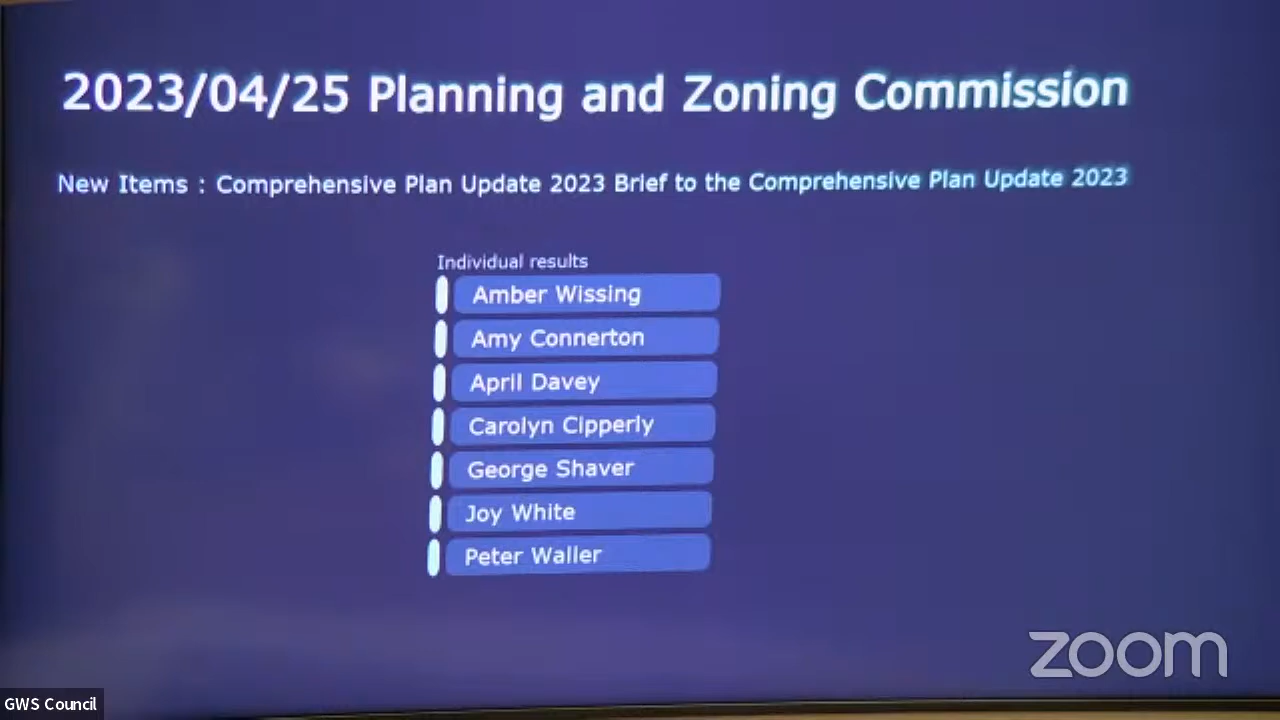 2023/04/25 Planning and Zoning Commission
New Items : Comprehensive Plan Update 2023 Brief to the Comprehensive Plan Update 2023
Individual results
Amber Wissing
Amy Connerton
April Davey
Carolyn Cipperly
George Shaver
Joy White
Peter Waller
zoom
GWS Council